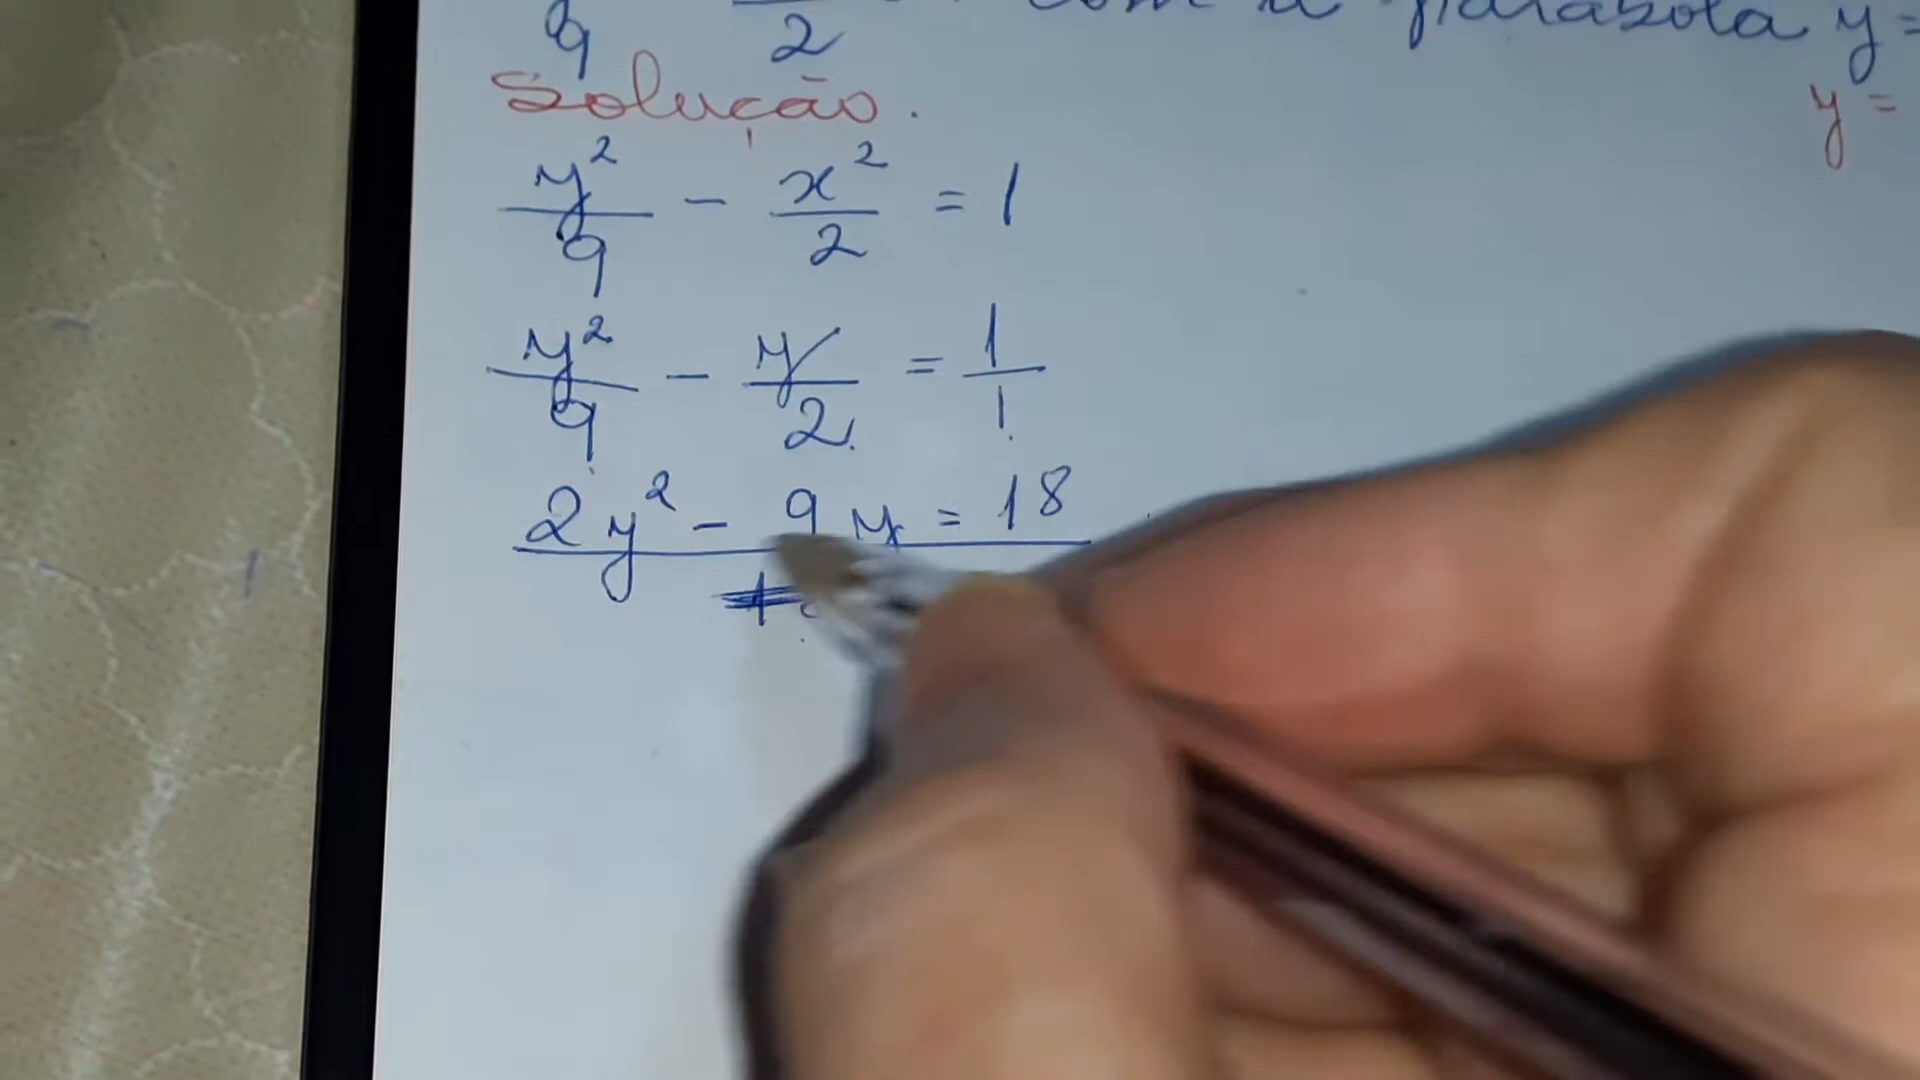 9 2 com a parábola y =
Solução.
y =
y²/9 - x²/2 = 1
y²/9 - y/2 = 1/1
2y² - 9y = 18